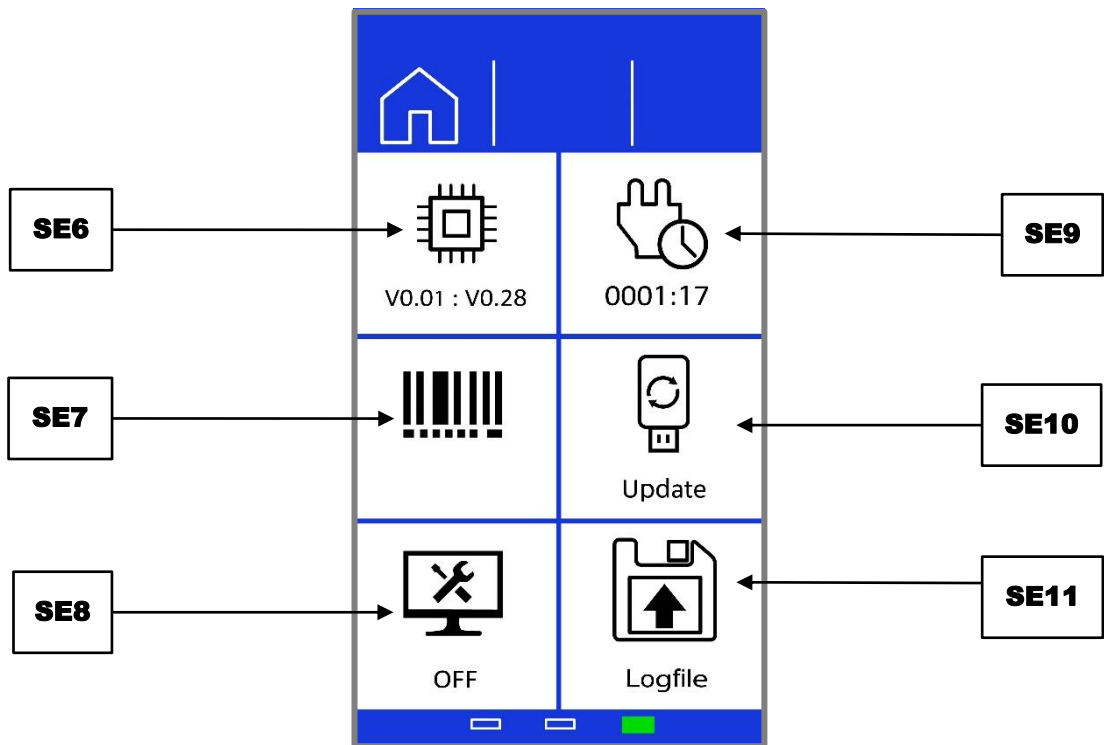 SE6
V0.01 : V0.28
0001:17
SE9
SE7
SE10
Update
SE8
OFF
SE11
Logfile